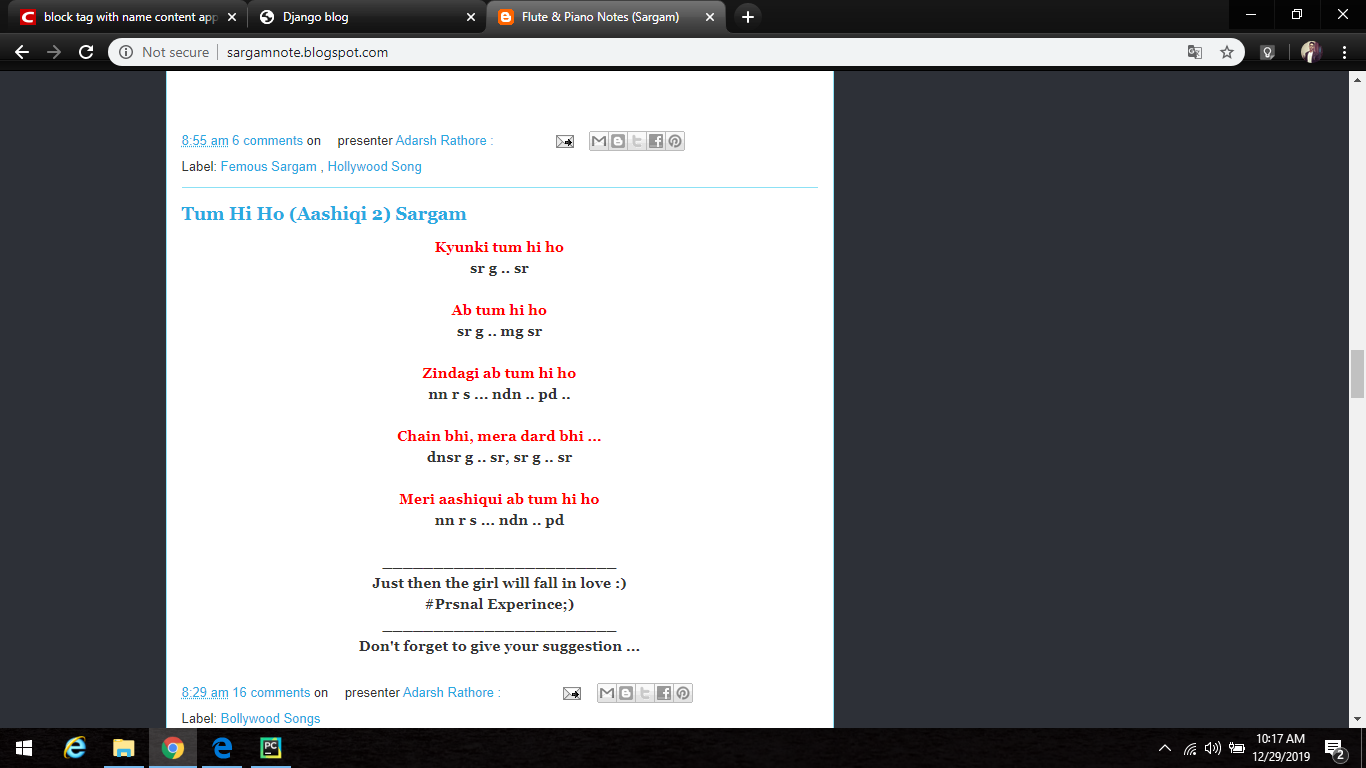 block tag with name content app
Django blog
Flute & Piano Notes (Sargam)
Not secure
sargamnote.blogspot.com
8:55 am 6 comments on presenter Adarsh Rathore :
Label: Femous Sargam , Hollywood Song
Tum Hi Ho (Aashiqi 2) Sargam
Kyunki tum hi ho
sr g .. sr
Ab tum hi ho
sr g .. mg sr
Zindagi ab tum hi ho
nn r s ... ndn .. pd ..
Chain bhi, mera dard bhi ...
dnsr g .. sr, sr g .. sr
Meri aashiqui ab tum hi ho
nn r s ... ndn .. pd
_______________________
Just then the girl will fall in love :)
#Prsnal Experince;)
_______________________
Don't forget to give your suggestion ...
8:29 am 16 comments on presenter Adarsh Rathore :
Label: Bollywood Songs
10:17 AM
12/29/2019
2